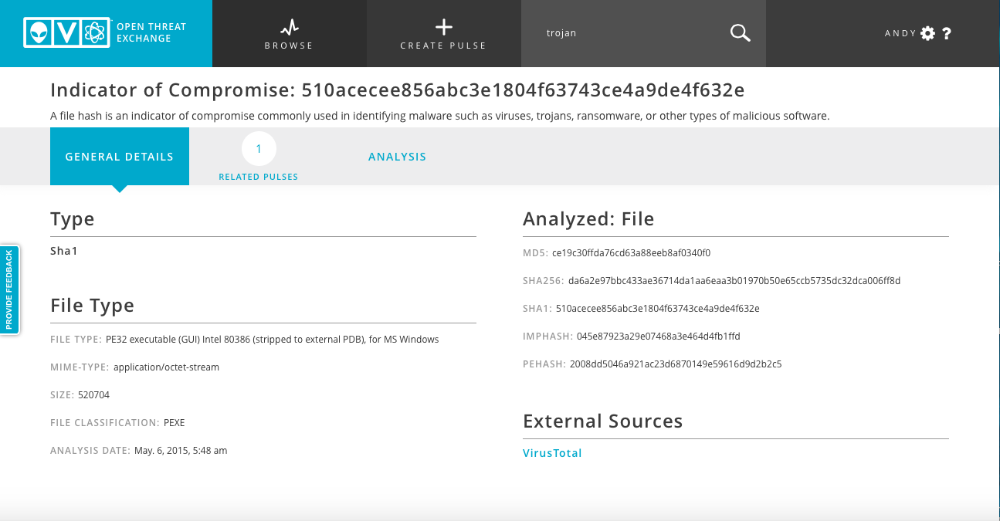 OPEN THREAT
EXCHANGE
BROWSE
CREATE PULSE
trojan
ANDY ?
Indicator of Compromise: 510acecee856abc3e1804f63743ce4a9de4f632e
A file hash is an indicator of compromise commonly used in identifying malware such as viruses, trojans, ransomware, or other types of malicious software.
GENERAL DETAILS
1
RELATED PULSES
ANALYSIS
PROVIDE FEEDBACK
Type
Sha1
File Type
FILE TYPE: PE32 executable (GUI) Intel 80386 (stripped to external PDB), for MS Windows
MIME-TYPE: application/octet-stream
SIZE: 520704
FILE CLASSIFICATION: PEXE
ANALYSIS DATE: May. 6, 2015, 5:48 am
Analyzed: File
MD5: ce19c30ffda76cd63a88eeb8af0340f0
SHA256: da6a2e97bbc433ae36714da1aa6eaa3b01970b50e65ccb5735dc32dca006ff8d
SHA1: 510acecee856abc3e1804f63743ce4a9de4f632e
IMPHASH: 045e87923a29e07468a3e464d4fb1ffd
PEHASH: 2008dd5046a921ac23d6870149e59616d9d2b2c5
External Sources
VirusTotal